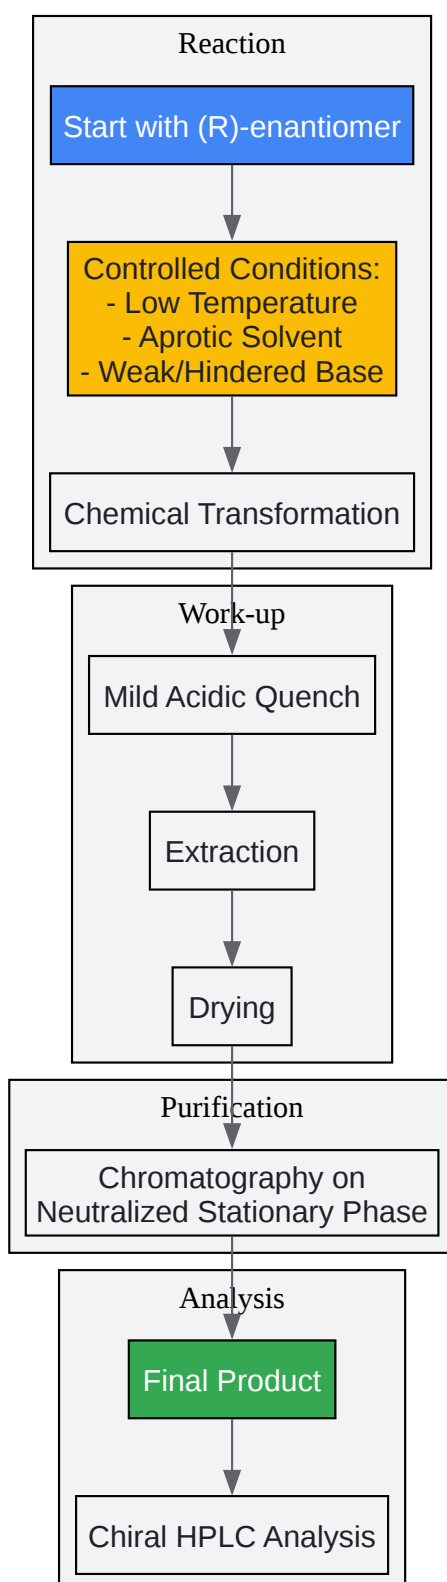 Reaction
Start with (R)-enantiomer
Controlled Conditions:
- Low Temperature
- Aprotic Solvent
- Weak/Hindered Base
Chemical Transformation
Work-up
Mild Acidic Quench
Extraction
Drying
Purification
Chromatography on
Neutralized Stationary Phase
Analysis
Final Product
Chiral HPLC Analysis